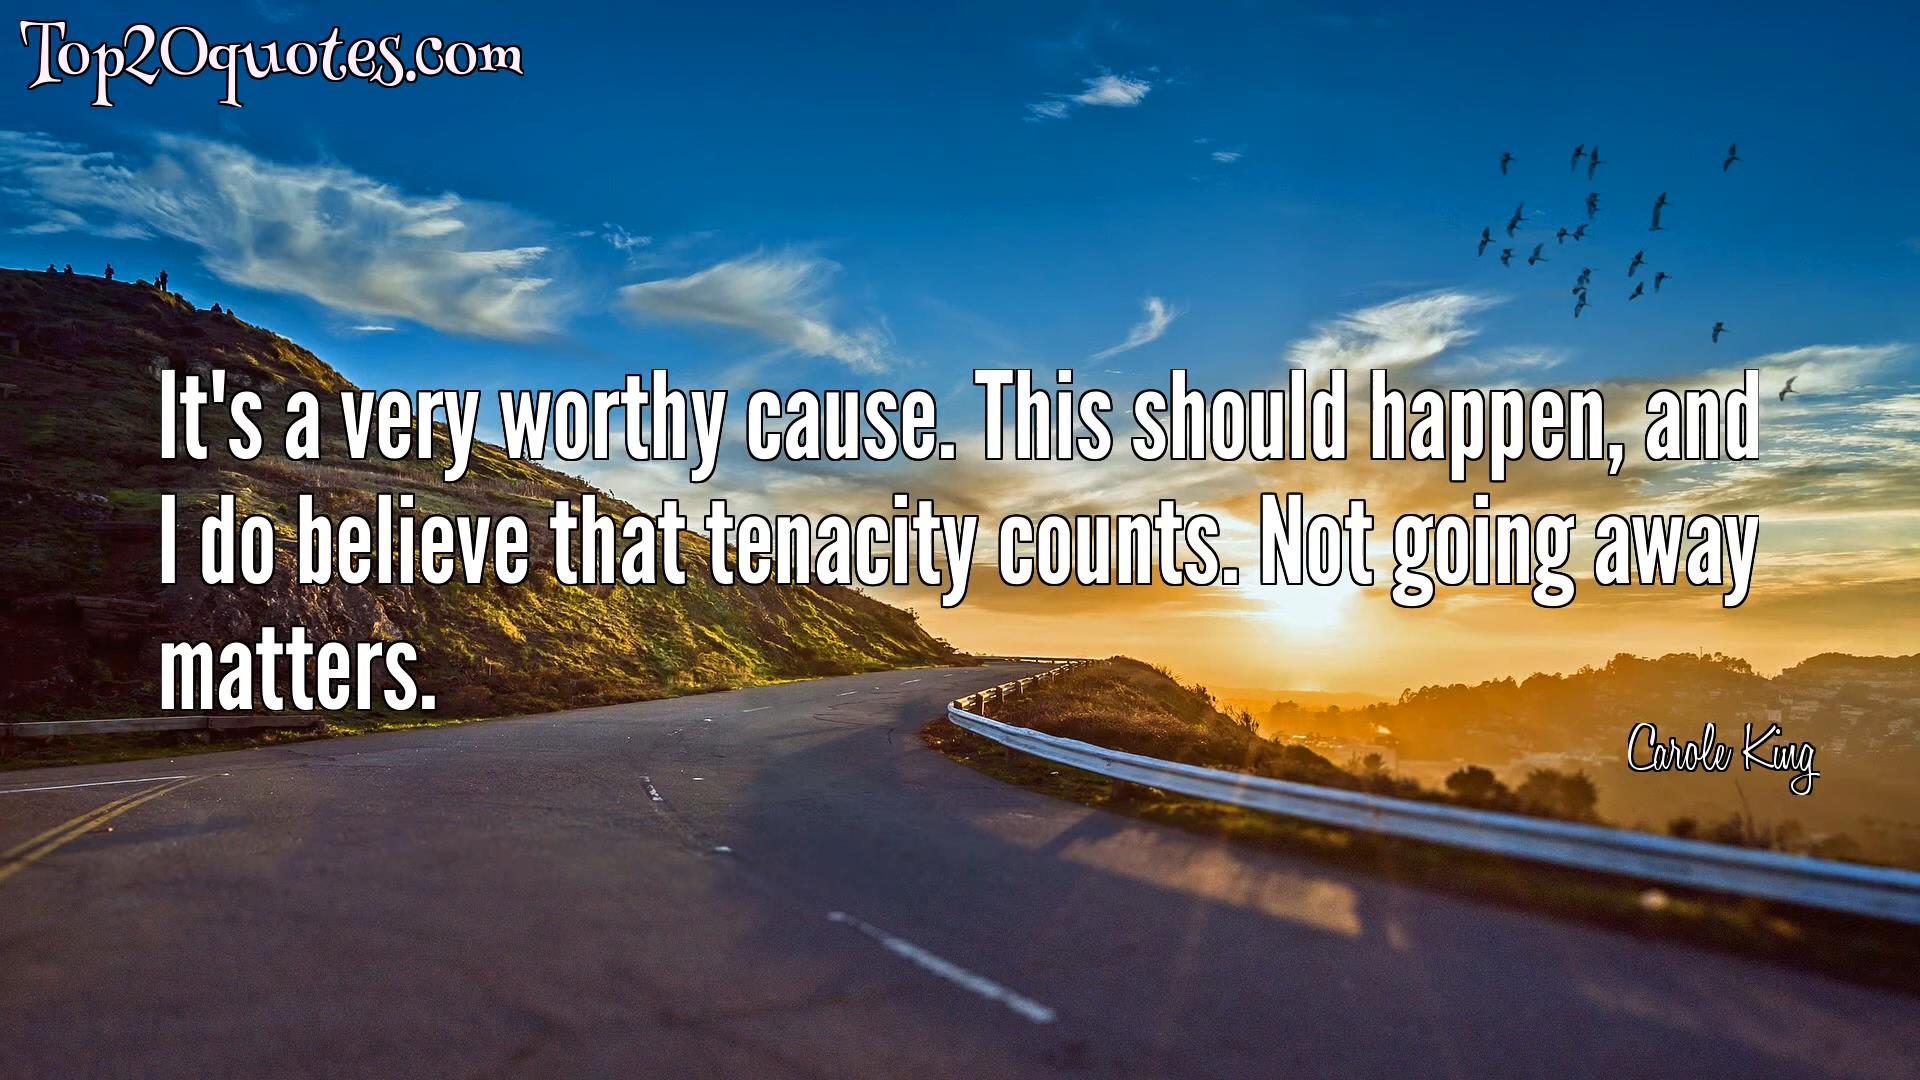 Top20quotes.com
It's a very worthy cause. This should happen, and
I do believe that tenacity counts. Not going away
matters.
Carole King